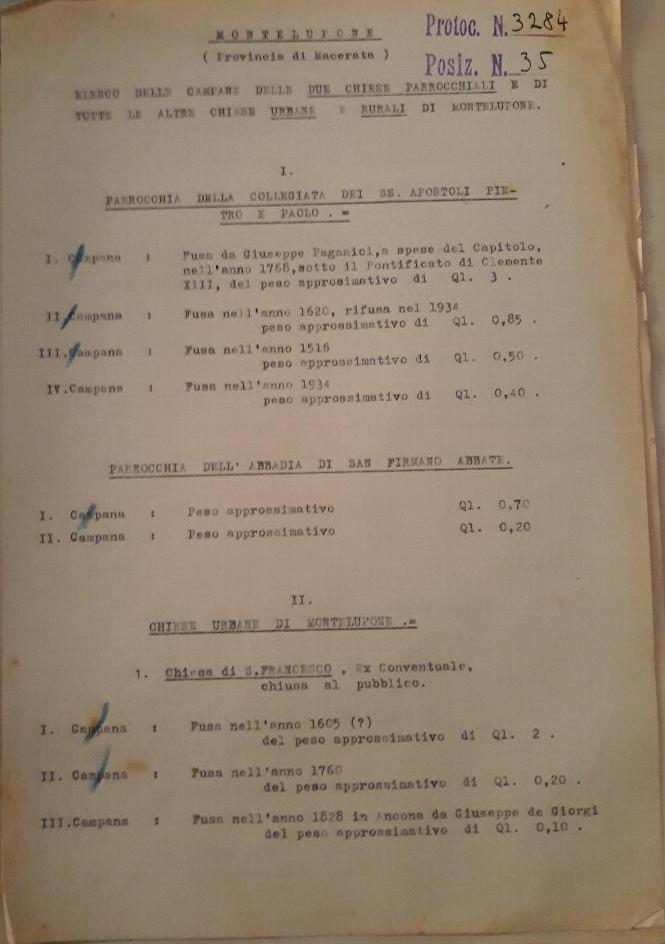 MONTELUPONE
Protoc. N. 3284
( Provincia di Macerata )
Posiz. N. 35
ELENCO DELLE CAMPANE DELLE DUE CHIESE PARROCCHIALI E DI
TUTTE LE ALTRE CHIESE URBANE E RURALI DI MONTELUPONE.
I.
PARROCCHIA DELLA COLLEGIATA DEI SS. APOSTOLI PIE-
TRO E PAOLO . =
I. Campana : Fusa da Giuseppe Pagamici,a spese del Capitolo,
nell'anno 1768,sotto il Pontificato di Clemente
XIII, del peso approssimativo di Ql. 3 .
II. Campana : Fusa nell'anno 1620, rifusa nel 1934
peso approssimativo di Ql. 0,85 .
III. Campana : Fusa nell'anno 1516
peso approssimativo di Ql. 0,50 .
IV.Campana : Fusa nell'anno 1934
peso approssimativo di Ql. 0,40 .
PARROCCHIA DELL'ABBADIA DI SAN FIRMANO ABBATE.
I. Campana : Peso approssimativo Ql. 0,70
II. Campana : Peso approssimativo Ql. 0,20
II.
CHIESE URBANE DI MONTELUPONE .=
1. Chiesa di S.FRANCESCO , Ex Conventuale,
chiusa al pubblico.
I. Campana : Fusa nell'anno 1605 (?)
del peso approssimativo di Ql. 2 .
II. Campana : Fusa nell'anno 1760
del peso approssimativo di Ql. 0,20 .
III.Campana : Fusa nell'anno 1828 in Ancona da Giuseppe de Giorgi
del peso approssimativo di Ql. 0,10 .